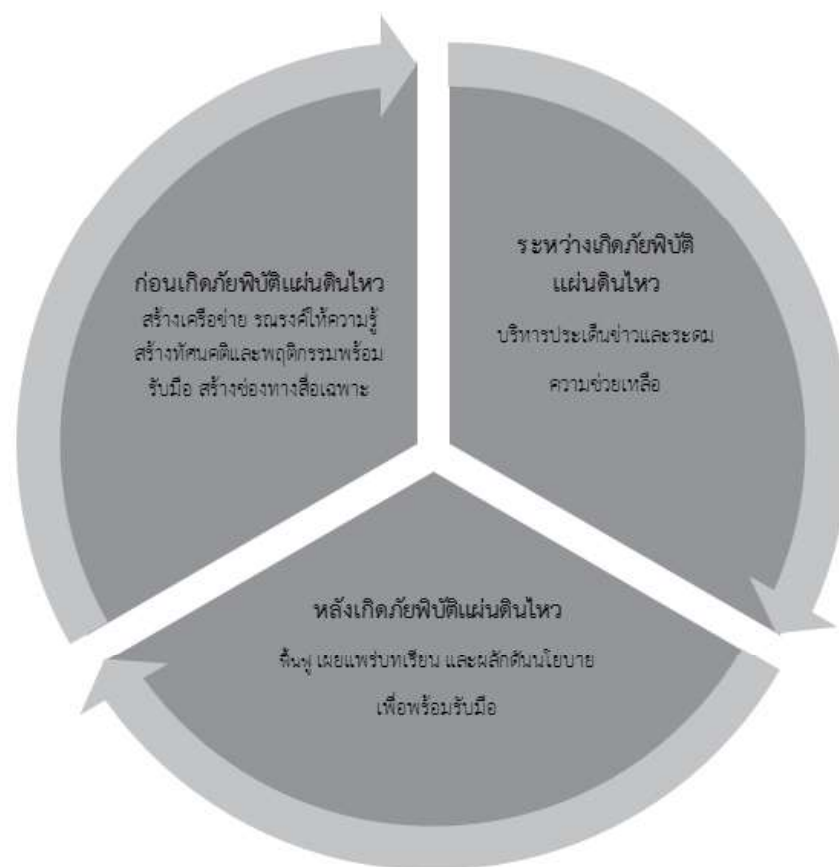 ก่อนเกิดภัยพิบัติแผ่นดินไหว
สร้างเครือข่าย รณรงค์ให้ความรู้
สร้างทัศนคติและพฤติกรรมพร้อม
รับมือ สร้างช่องทางสื่อเฉพาะ
ระหว่างเกิดภัยพิบัติ
แผ่นดินไหว
บริหารประเด็นข่าวและระดม
ความช่วยเหลือ
หลังเกิดภัยพิบัติแผ่นดินไหว
ฟื้นฟู เผยแพร่บทเรียน และผลักดันนโยบาย
เพื่อพร้อมรับมือ